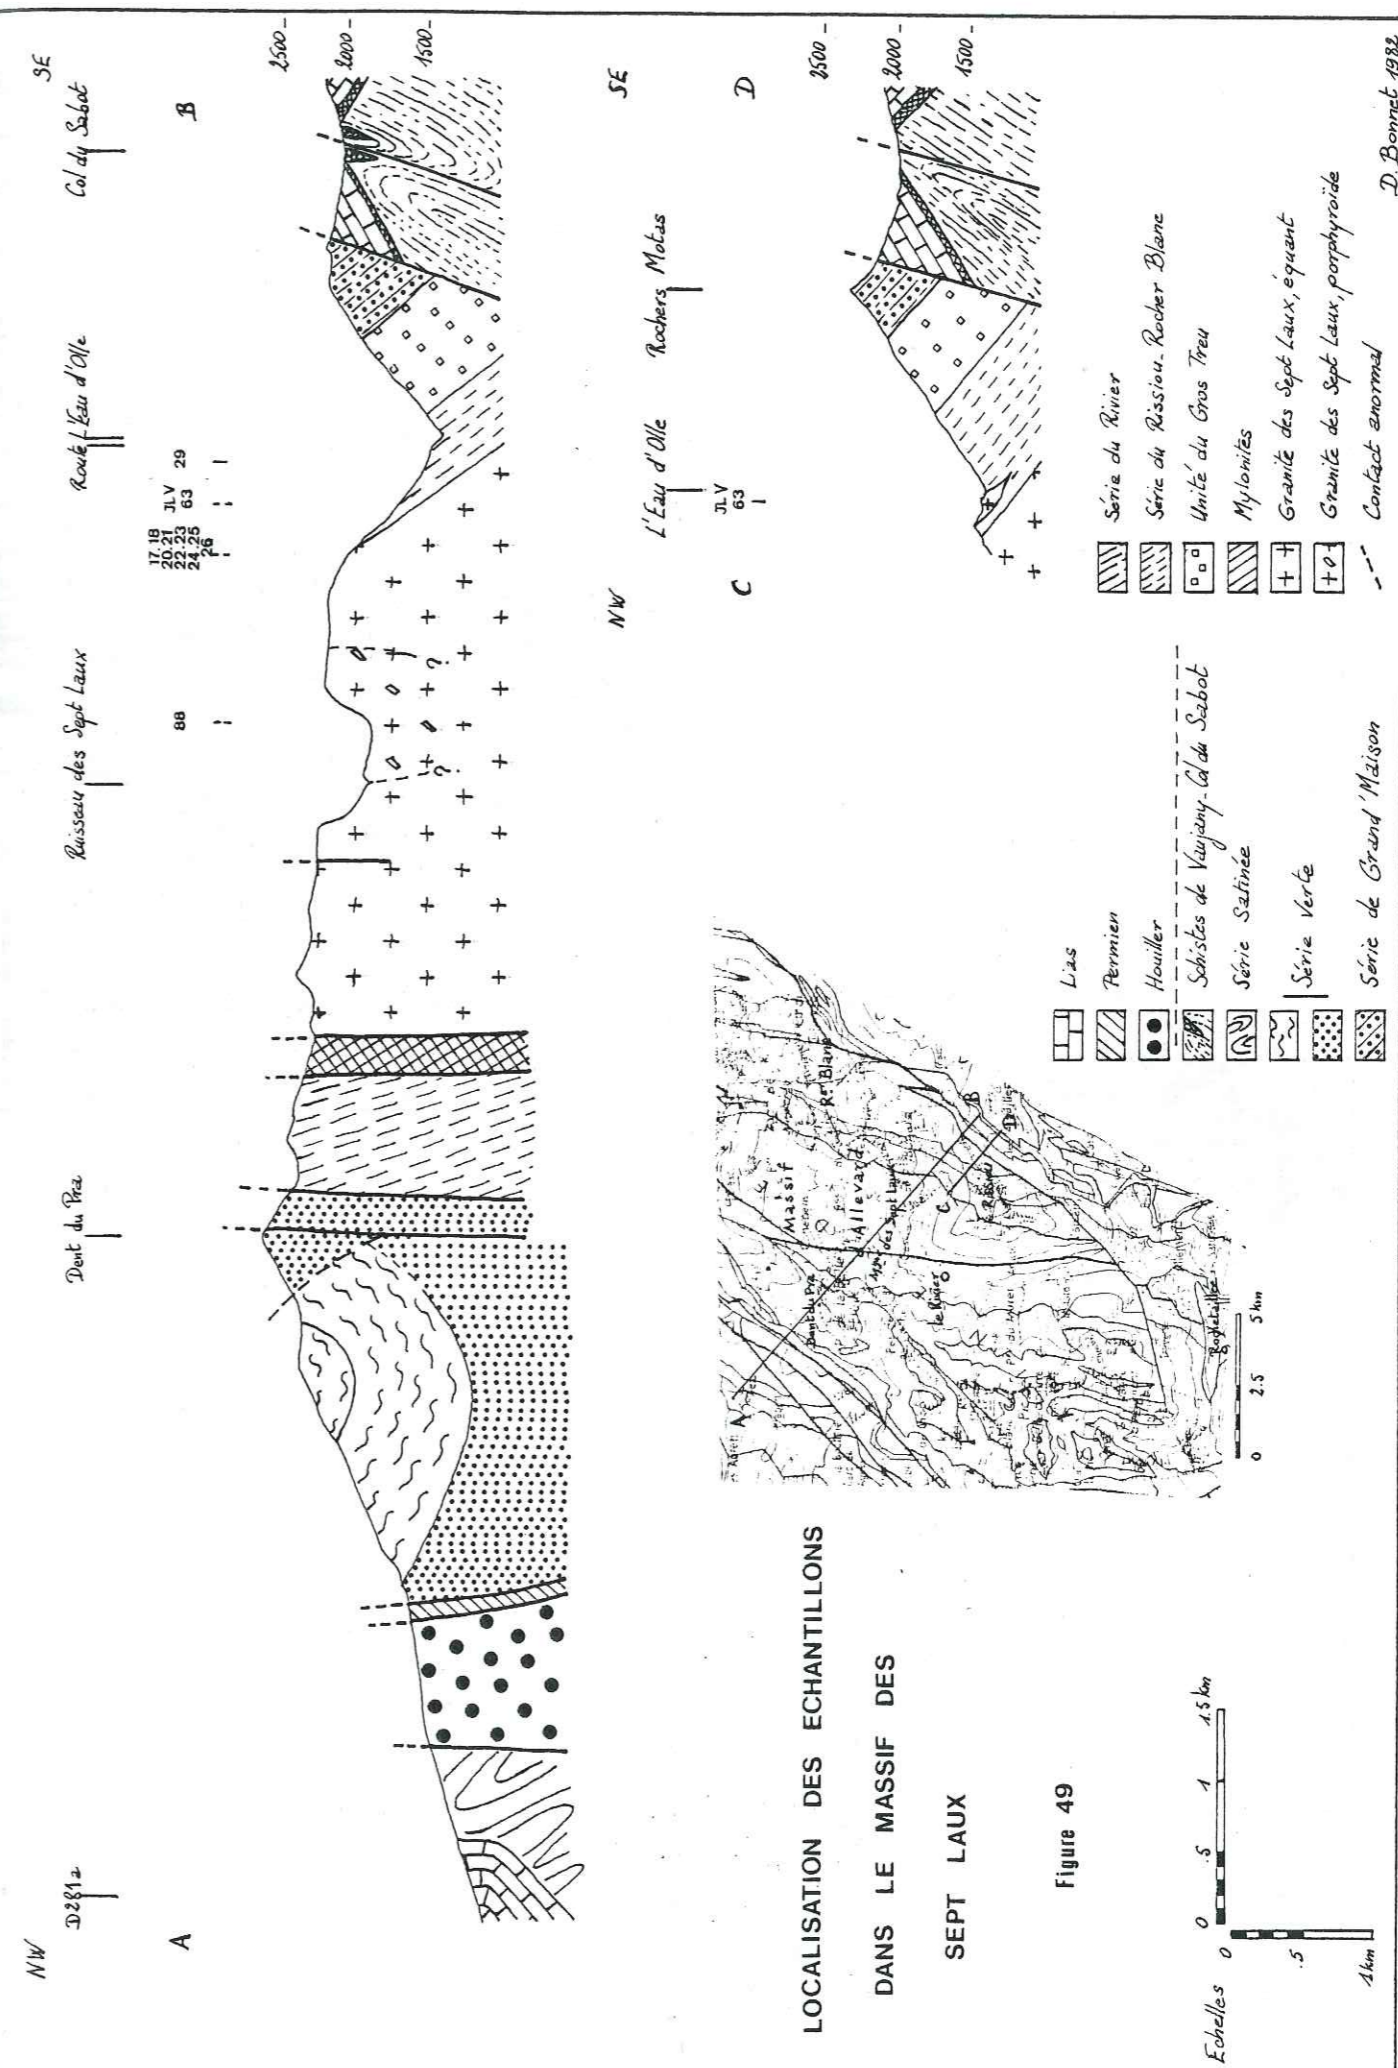 NW
SE
D281a
Dent du Pra
Ruisseau des Sept Laux
Route L'Eau d'Olle
Col du Sabot
A
B
88
17.18
20.21
22.23
24.25
26
JLV
63
29
2500
2000
1500
?
?
NW
SE
L'Eau d'Olle
Rochers Motas
C
D
JLV
63
2500
2000
1500
LOCALISATION DES ECHANTILLONS
DANS LE MASSIF DES
SEPT LAUX
Figure 49
A
Massif
Allevard
Dent du Pra
des Sept Laux
Rr Blanc
le Rivier
C
B
D
0 2.5 5 km
Lias
Permien
Houiller
Schistes de Vaujany-Col du Sabot
Série Satinée
Série Verte
Série de Grand'Maison
Série du Rivier
Série du Rissiou-Rocher Blanc
Unité du Gros Treu
Mylonites
Granite des Sept Laux, équant
Granite des Sept Laux, porphyroïde
Contact anormal
Echelles
0 .5 1 1.5 km
0
.5
1 km
D. Bonnet 1982